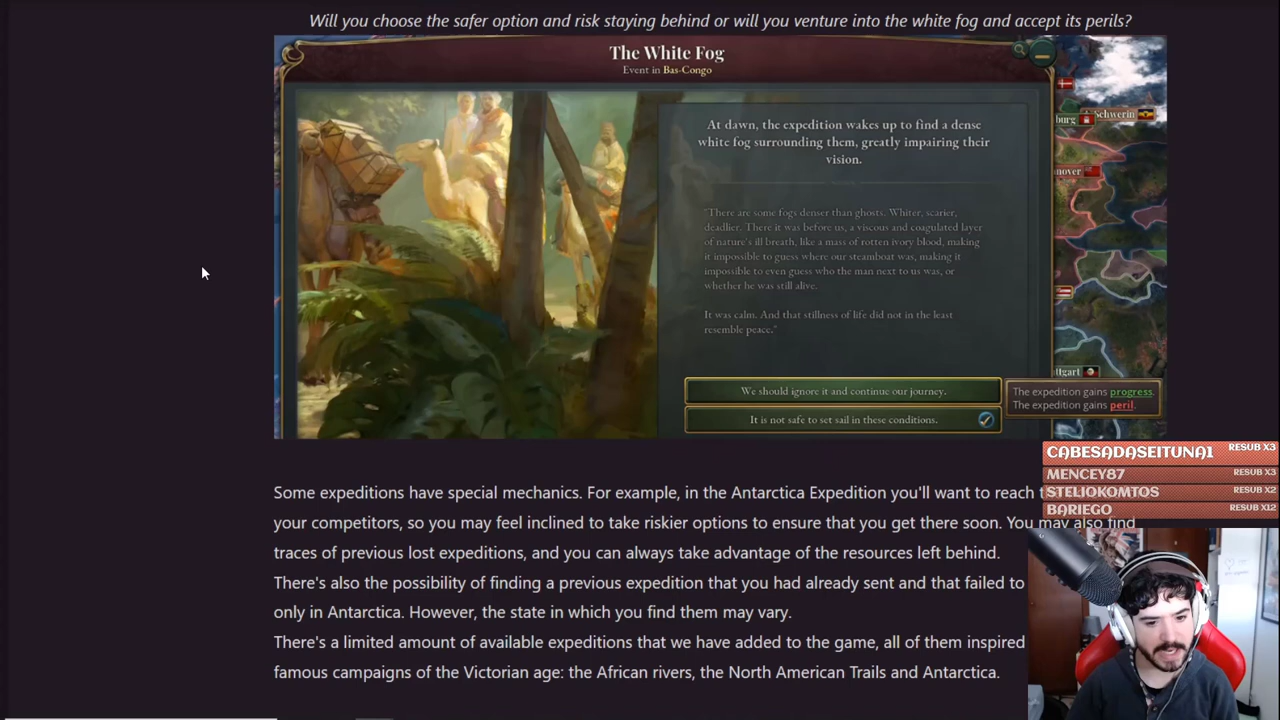 Will you choose the safer option and risk staying behind or will you venture into the white fog and accept its perils?
The White Fog
Event in Bas-Congo
At dawn, the expedition wakes up to find a dense
white fog surrounding them, greatly impairing their
vision.
"There are some fogs denser than ghosts. Whiter, scarier,
deadlier. There it was before us, a viscous and coagulated layer
of nature's ill breath, like a mass of rotten ivory blood, making
it impossible to guess where our steamboat was, making it
impossible to even guess who the man next to us was, or
whether he was still alive.
It was calm. And that stillness of life did not in the least
resemble peace."
We should ignore it and continue our journey.
It is not safe to set sail in these conditions.
The expedition gains progress.
The expedition gains peril.
burg
Schwerin
nover
ttgart
Some expeditions have special mechanics. For example, in the Antarctica Expedition you'll want to reach
your competitors, so you may feel inclined to take riskier options to ensure that you get there soon. You may also find
traces of previous lost expeditions, and you can always take advantage of the resources left behind.
There's also the possibility of finding a previous expedition that you had already sent and that failed to
only in Antarctica. However, the state in which you find them may vary.
There's a limited amount of available expeditions that we have added to the game, all of them inspired
famous campaigns of the Victorian age: the African rivers, the North American Trails and Antarctica.
CABESADASEITUNA1 RESUB X3
MENCEY87 RESUB X3
STELIOKOMTOS RESUB X2
BARIEGO RESUB X12